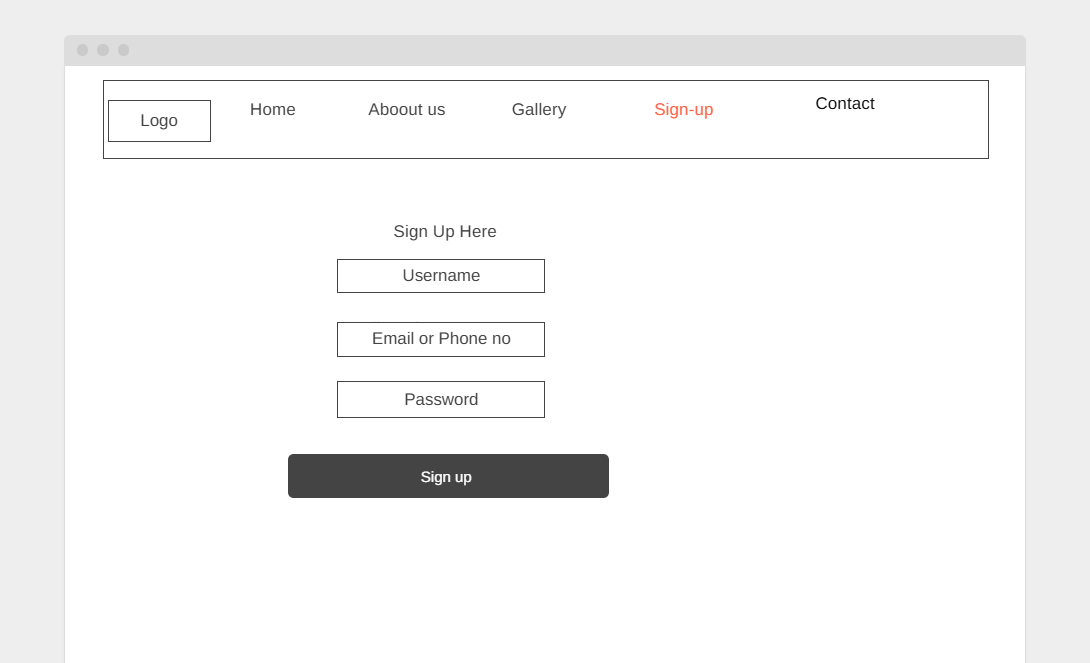 Logo
Home
Aboout us
Gallery
Sign-up
Contact
Sign Up Here
Username
Email or Phone no
Password
Sign up